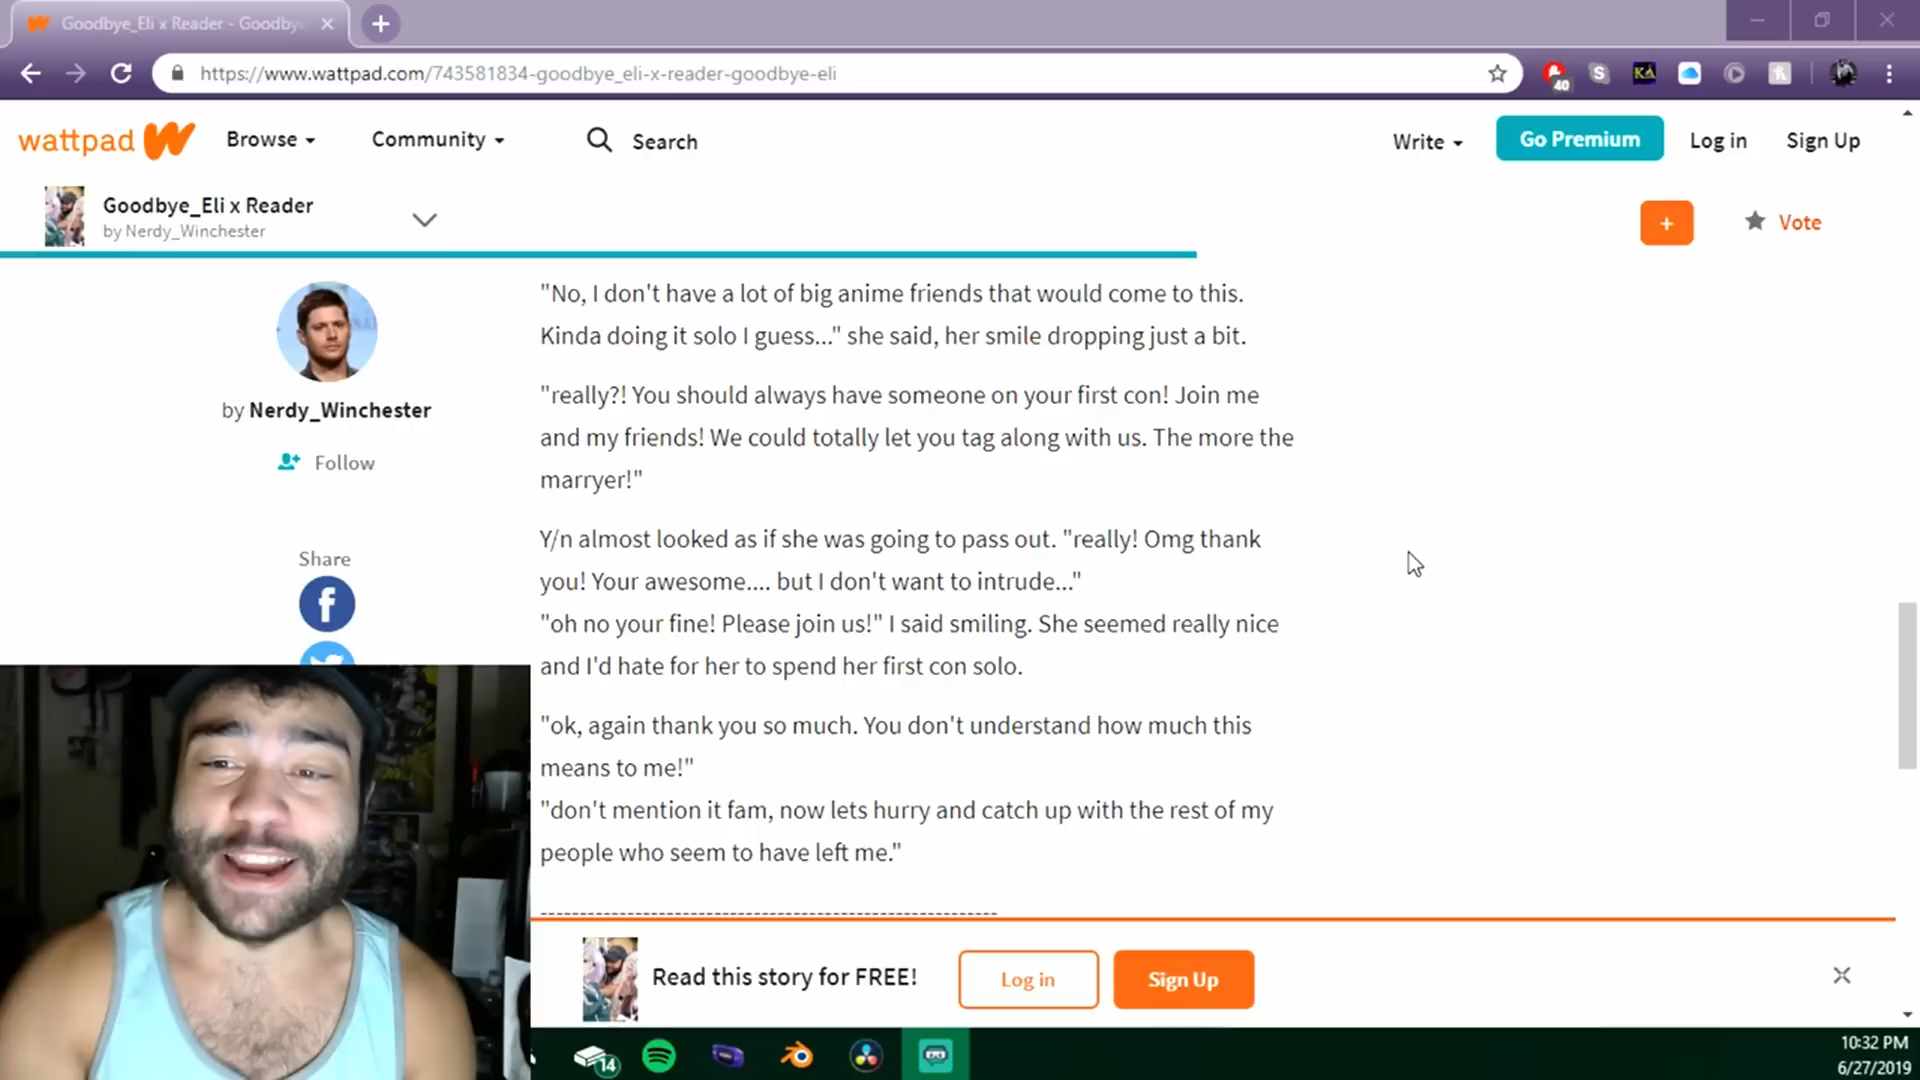 Goodbye_Eli x Reader - Goodby
https://www.wattpad.com/743581834-goodbye_eli-x-reader-goodbye-eli
40
wattpad
Browse
Community
Search
Write
Go Premium
Log in
Sign Up
Goodbye_Eli x Reader
by Nerdy_Winchester
+
Vote
by Nerdy_Winchester
Follow
Share
"No, I don't have a lot of big anime friends that would come to this.
Kinda doing it solo I guess..." she said, her smile dropping just a bit.
"really?! You should always have someone on your first con! Join me
and my friends! We could totally let you tag along with us. The more the
marryer!"
Y/n almost looked as if she was going to pass out. "really! Omg thank
you! Your awesome.... but I don't want to intrude..."
"oh no your fine! Please join us!" I said smiling. She seemed really nice
and I'd hate for her to spend her first con solo.
"ok, again thank you so much. You don't understand how much this
means to me!"
"don't mention it fam, now lets hurry and catch up with the rest of my
people who seem to have left me."
---------------------------------------------------------
Read this story for FREE!
Log in
Sign Up
14
10:32 PM
6/27/2019